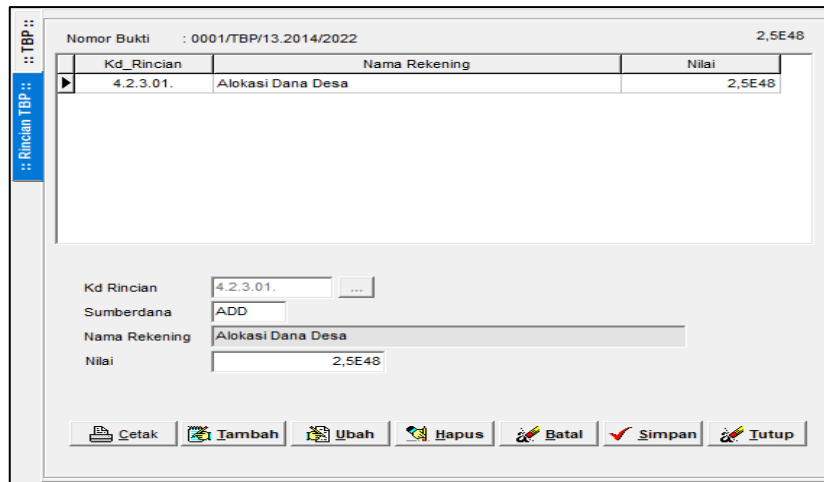 :: TBP ::
:: Rincian TBP ::
Nomor Bukti : 0001/TBP/13.2014/2022 2,5E48
Kd_Rincian Nama Rekening Nilai
4.2.3.01. Alokasi Dana Desa 2,5E48
Kd Rincian 4.2.3.01. ...
Sumberdana ADD
Nama Rekening Alokasi Dana Desa
Nilai 2,5E48
Cetak Tambah Ubah Hapus Batal Simpan Tutup